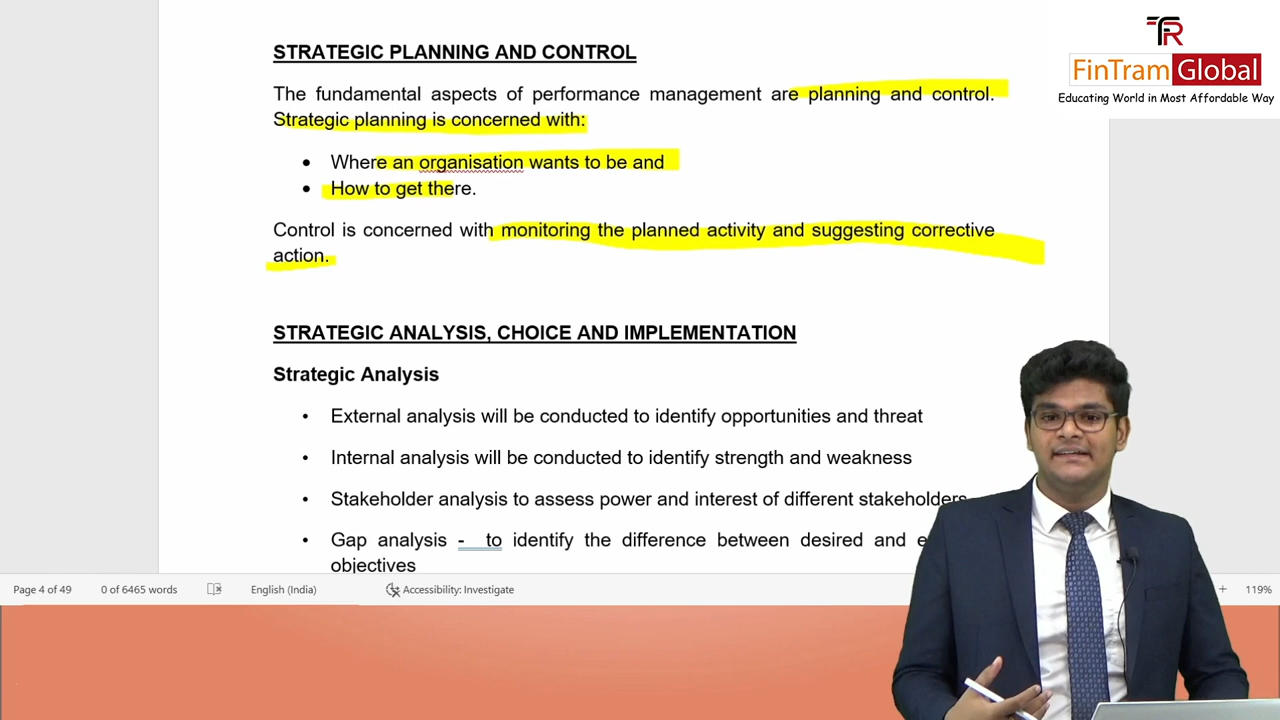 STRATEGIC PLANNING AND CONTROL
The fundamental aspects of performance management are planning and control.
Strategic planning is concerned with:
• Where an organisation wants to be and
• How to get there.
Control is concerned with monitoring the planned activity and suggesting corrective
action.
STRATEGIC ANALYSIS, CHOICE AND IMPLEMENTATION
Strategic Analysis
• External analysis will be conducted to identify opportunities and threat
• Internal analysis will be conducted to identify strength and weakness
• Stakeholder analysis to assess power and interest of different stakeholders
• Gap analysis - to identify the difference between desired and
objectives
Page 4 of 49 0 of 6465 words English (India) Accessibility: Investigate + 119%
FinTram Global
Educating World in Most Affordable Way